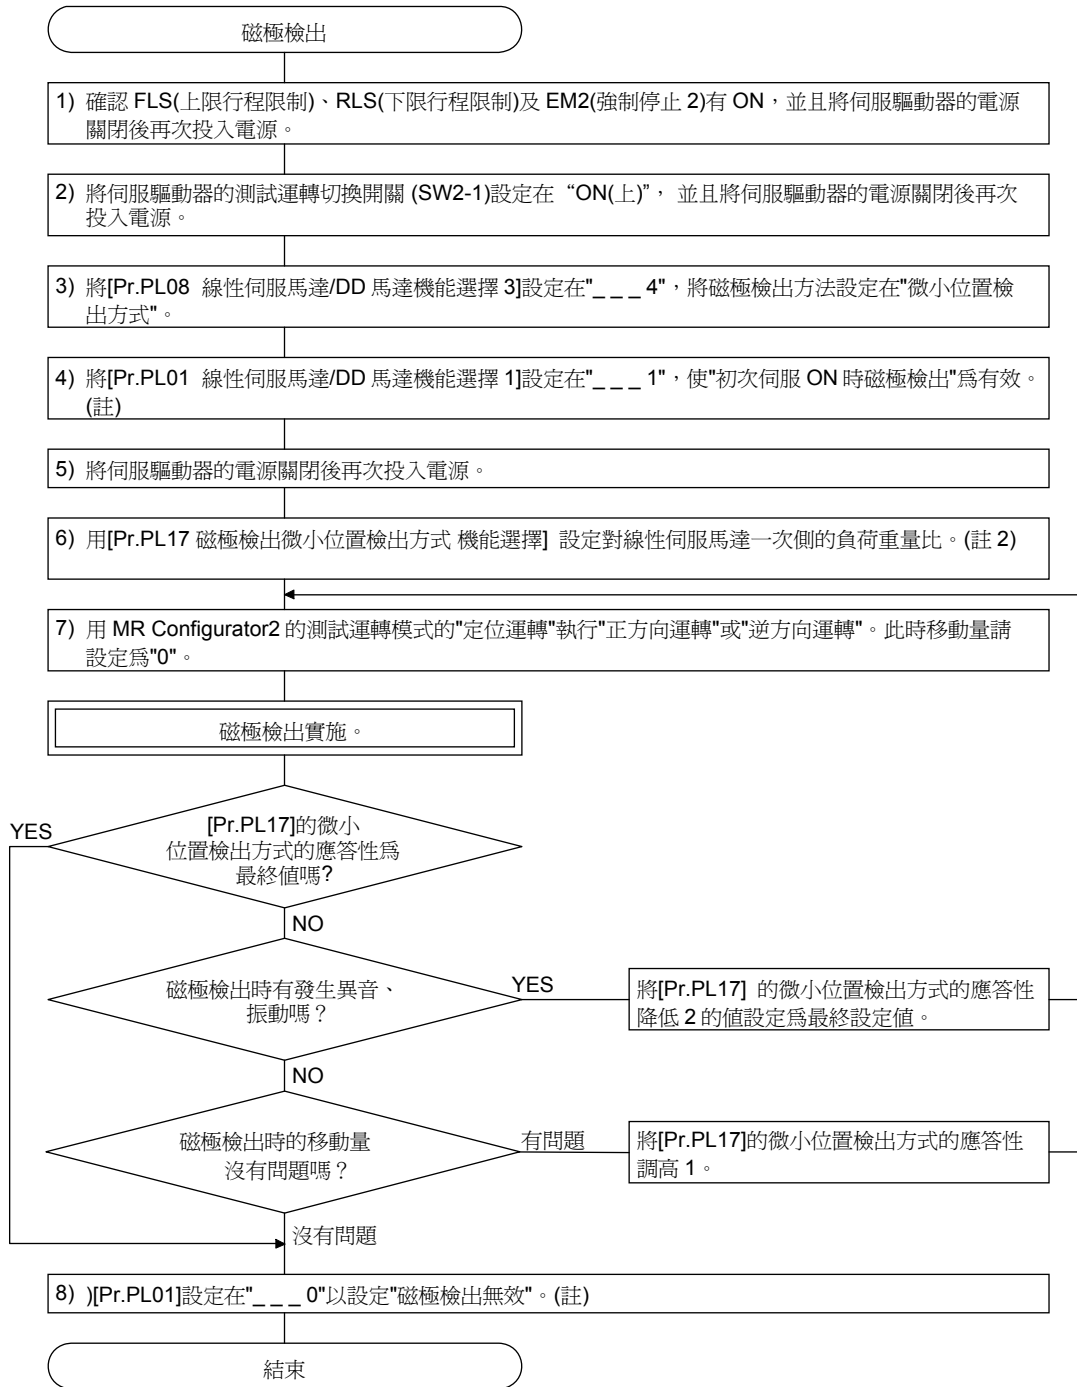 磁極檢出
1) 確認 FLS(上限行程限制)、RLS(下限行程限制)及 EM2(強制停止 2)有 ON，並且將伺服驅動器的電源
關閉後再次投入電源。
2) 將伺服驅動器的測試運轉切換開關 (SW2-1)設定在“ON(上)”， 並且將伺服驅動器的電源關閉後再次
投入電源。
3) 將[Pr.PL08 線性伺服馬達/DD 馬達機能選擇 3]設定在"_ _ _ 4"，將磁極檢出方法設定在"微小位置檢
出方式"。
4) 將[Pr.PL01 線性伺服馬達/DD 馬達機能選擇 1]設定在"_ _ _ 1"，使"初次伺服 ON 時磁極檢出"爲有效。
(註)
5) 將伺服驅動器的電源關閉後再次投入電源。
6) 用[Pr.PL17 磁極檢出微小位置檢出方式 機能選擇] 設定對線性伺服馬達一次側的負荷重量比。(註 2)
7) 用 MR Configurator2 的測試運轉模式的"定位運轉"執行"正方向運轉"或"逆方向運轉"。此時移動量請
設定爲"0"。
磁極檢出實施。
YES
[Pr.PL17]的微小
位置檢出方式的應答性爲
最終值嗎?
NO
磁極檢出時有發生異音、
振動嗎？
YES
將[Pr.PL17] 的微小位置檢出方式的應答性
降低 2 的値設定爲最終設定値。
NO
磁極檢出時的移動量
沒有問題嗎？
有問題
將[Pr.PL17]的微小位置檢出方式的應答性
調高 1。
沒有問題
8) )[Pr.PL01]設定在"_ _ _ 0"以設定"磁極檢出無效"。(註)
結束